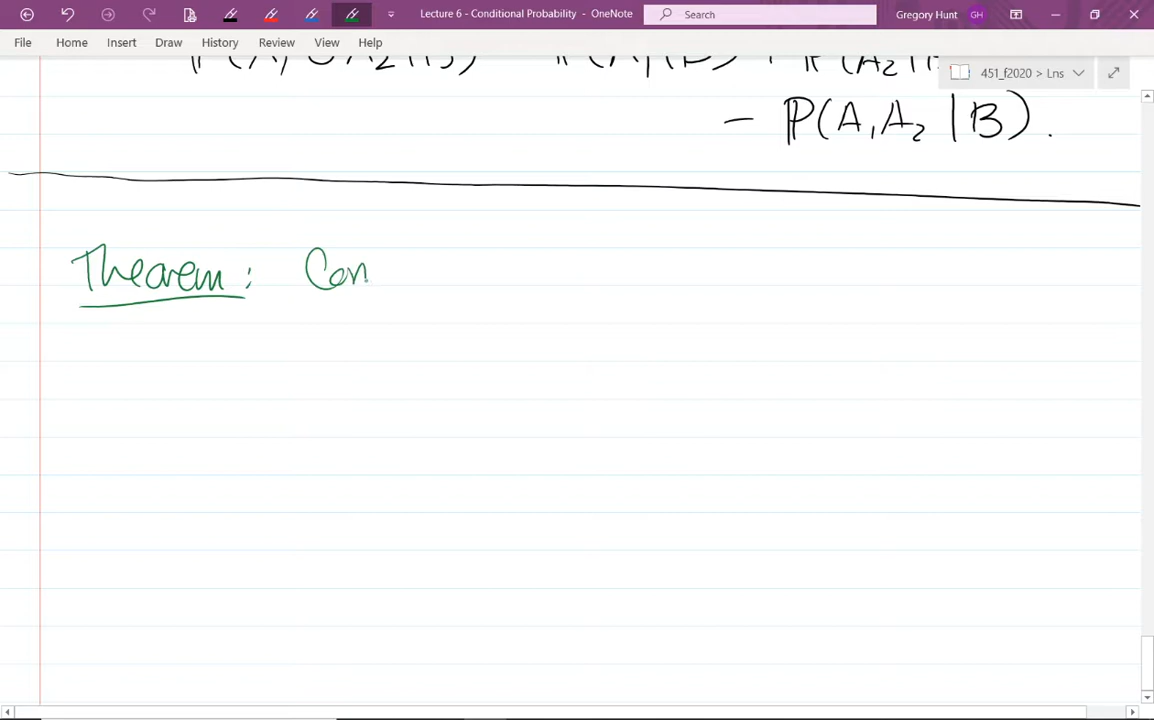 Lecture 6 - Conditional Probability - OneNote
Search
Gregory Hunt GH
File Home Insert Draw History Review View Help
451_f2020 > Lns
- ℙ(A₁A₂ | B).
Theorem: Con